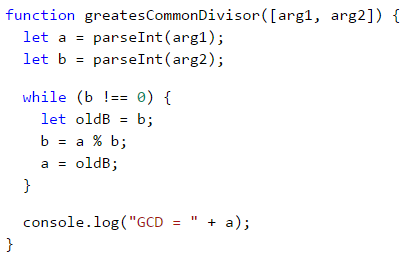 function greatesCommonDivisor([arg1, arg2]) {
  let a = parseInt(arg1);
  let b = parseInt(arg2);
  while (b !== 0) {
    let oldB = b;
    b = a % b;
    a = oldB;
  }
  console.log("GCD = " + a);
}